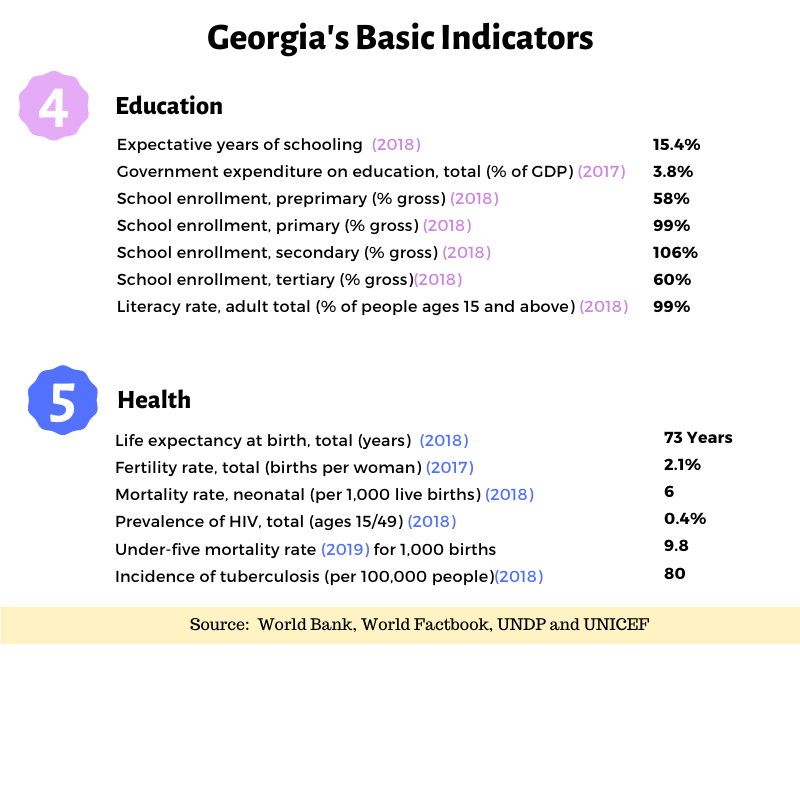 Georgia's Basic Indicators
4
Education
Expectative years of schooling (2018) 15.4%
Government expenditure on education, total (% of GDP) (2017) 3.8%
School enrollment, preprimary (% gross) (2018) 58%
School enrollment, primary (% gross) (2018) 99%
School enrollment, secondary (% gross) (2018) 106%
School enrollment, tertiary (% gross)(2018) 60%
Literacy rate, adult total (% of people ages 15 and above) (2018) 99%
5
Health
Life expectancy at birth, total (years) (2018) 73 Years
Fertility rate, total (births per woman) (2017) 2.1%
Mortality rate, neonatal (per 1,000 live births) (2018) 6
Prevalence of HIV, total (ages 15/49) (2018) 0.4%
Under-five mortality rate (2019) for 1,000 births 9.8
Incidence of tuberculosis (per 100,000 people)(2018) 80
Source: World Bank, World Factbook, UNDP and UNICEF